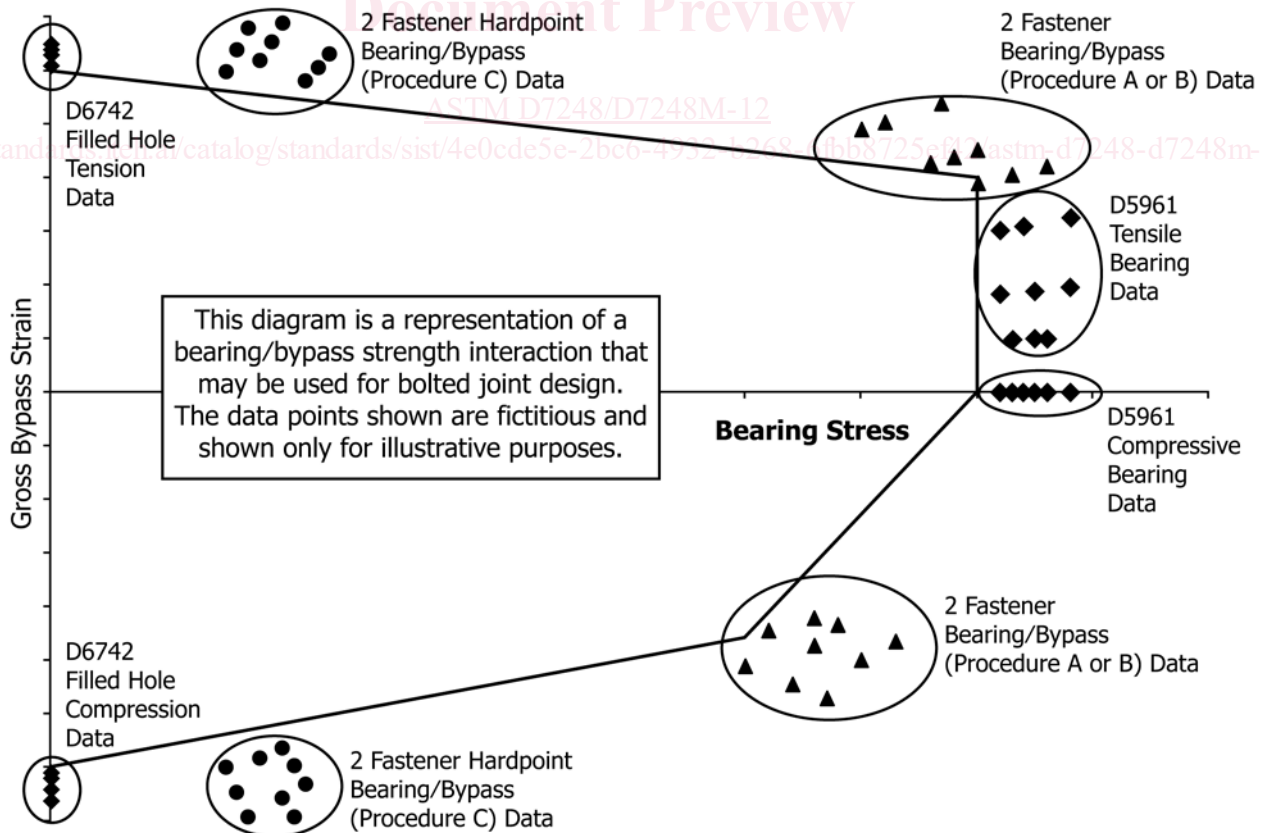 Document Preview
2 Fastener Hardpoint
Bearing/Bypass
(Procedure C) Data
2 Fastener
Bearing/Bypass
(Procedure A or B) Data
ASTM D7248/D7248M-12
D6742
Filled Hole
Tension
Data
D5961
Tensile
Bearing
Data
Gross Bypass Strain
This diagram is a representation of a
bearing/bypass strength interaction that
may be used for bolted joint design.
The data points shown are fictitious and
shown only for illustrative purposes.
Bearing Stress
D5961
Compressive
Bearing
Data
2 Fastener
Bearing/Bypass
(Procedure A or B) Data
D6742
Filled Hole
Compression
Data
2 Fastener Hardpoint
Bearing/Bypass
(Procedure C) Data